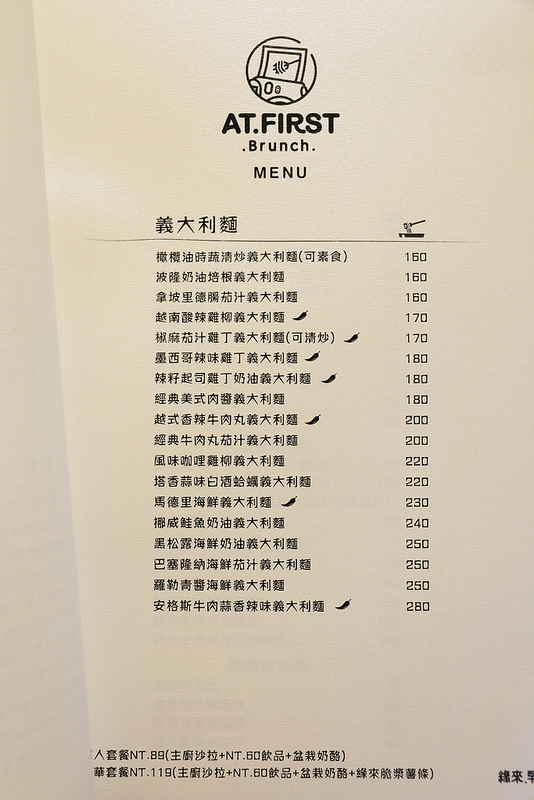 AT.FIRST
.Brunch.
MENU
義大利麵
橄欖油時蔬清炒義大利麵(可素食) 160
波隆奶油培根義大利麵 160
拿坡里德腸茄汁義大利麵 160
越南酸辣雞柳義大利麵 170
椒麻茄汁雞丁義大利麵(可清炒) 170
墨西哥辣味雞丁義大利麵 180
辣籽起司雞丁奶油義大利麵 180
經典美式肉醬義大利麵 180
越式香辣牛肉丸義大利麵 200
經典牛肉丸茄汁義大利麵 200
風味咖哩雞柳義大利麵 220
塔香蒜味白酒蛤蠣義大利麵 220
馬德里海鮮義大利麵 230
挪威鮭魚奶油義大利麵 240
黑松露海鮮奶油義大利麵 250
巴塞隆納海鮮茄汁義大利麵 250
羅勒青醬海鮮義大利麵 250
安格斯牛肉蒜香辣味義大利麵 280
人套餐NT.89(主廚沙拉+NT.60飲品+盆栽奶酪)
華套餐NT.119(主廚沙拉+NT.60飲品+盆栽奶酪+緣來脆漿薯條)
緣來.早